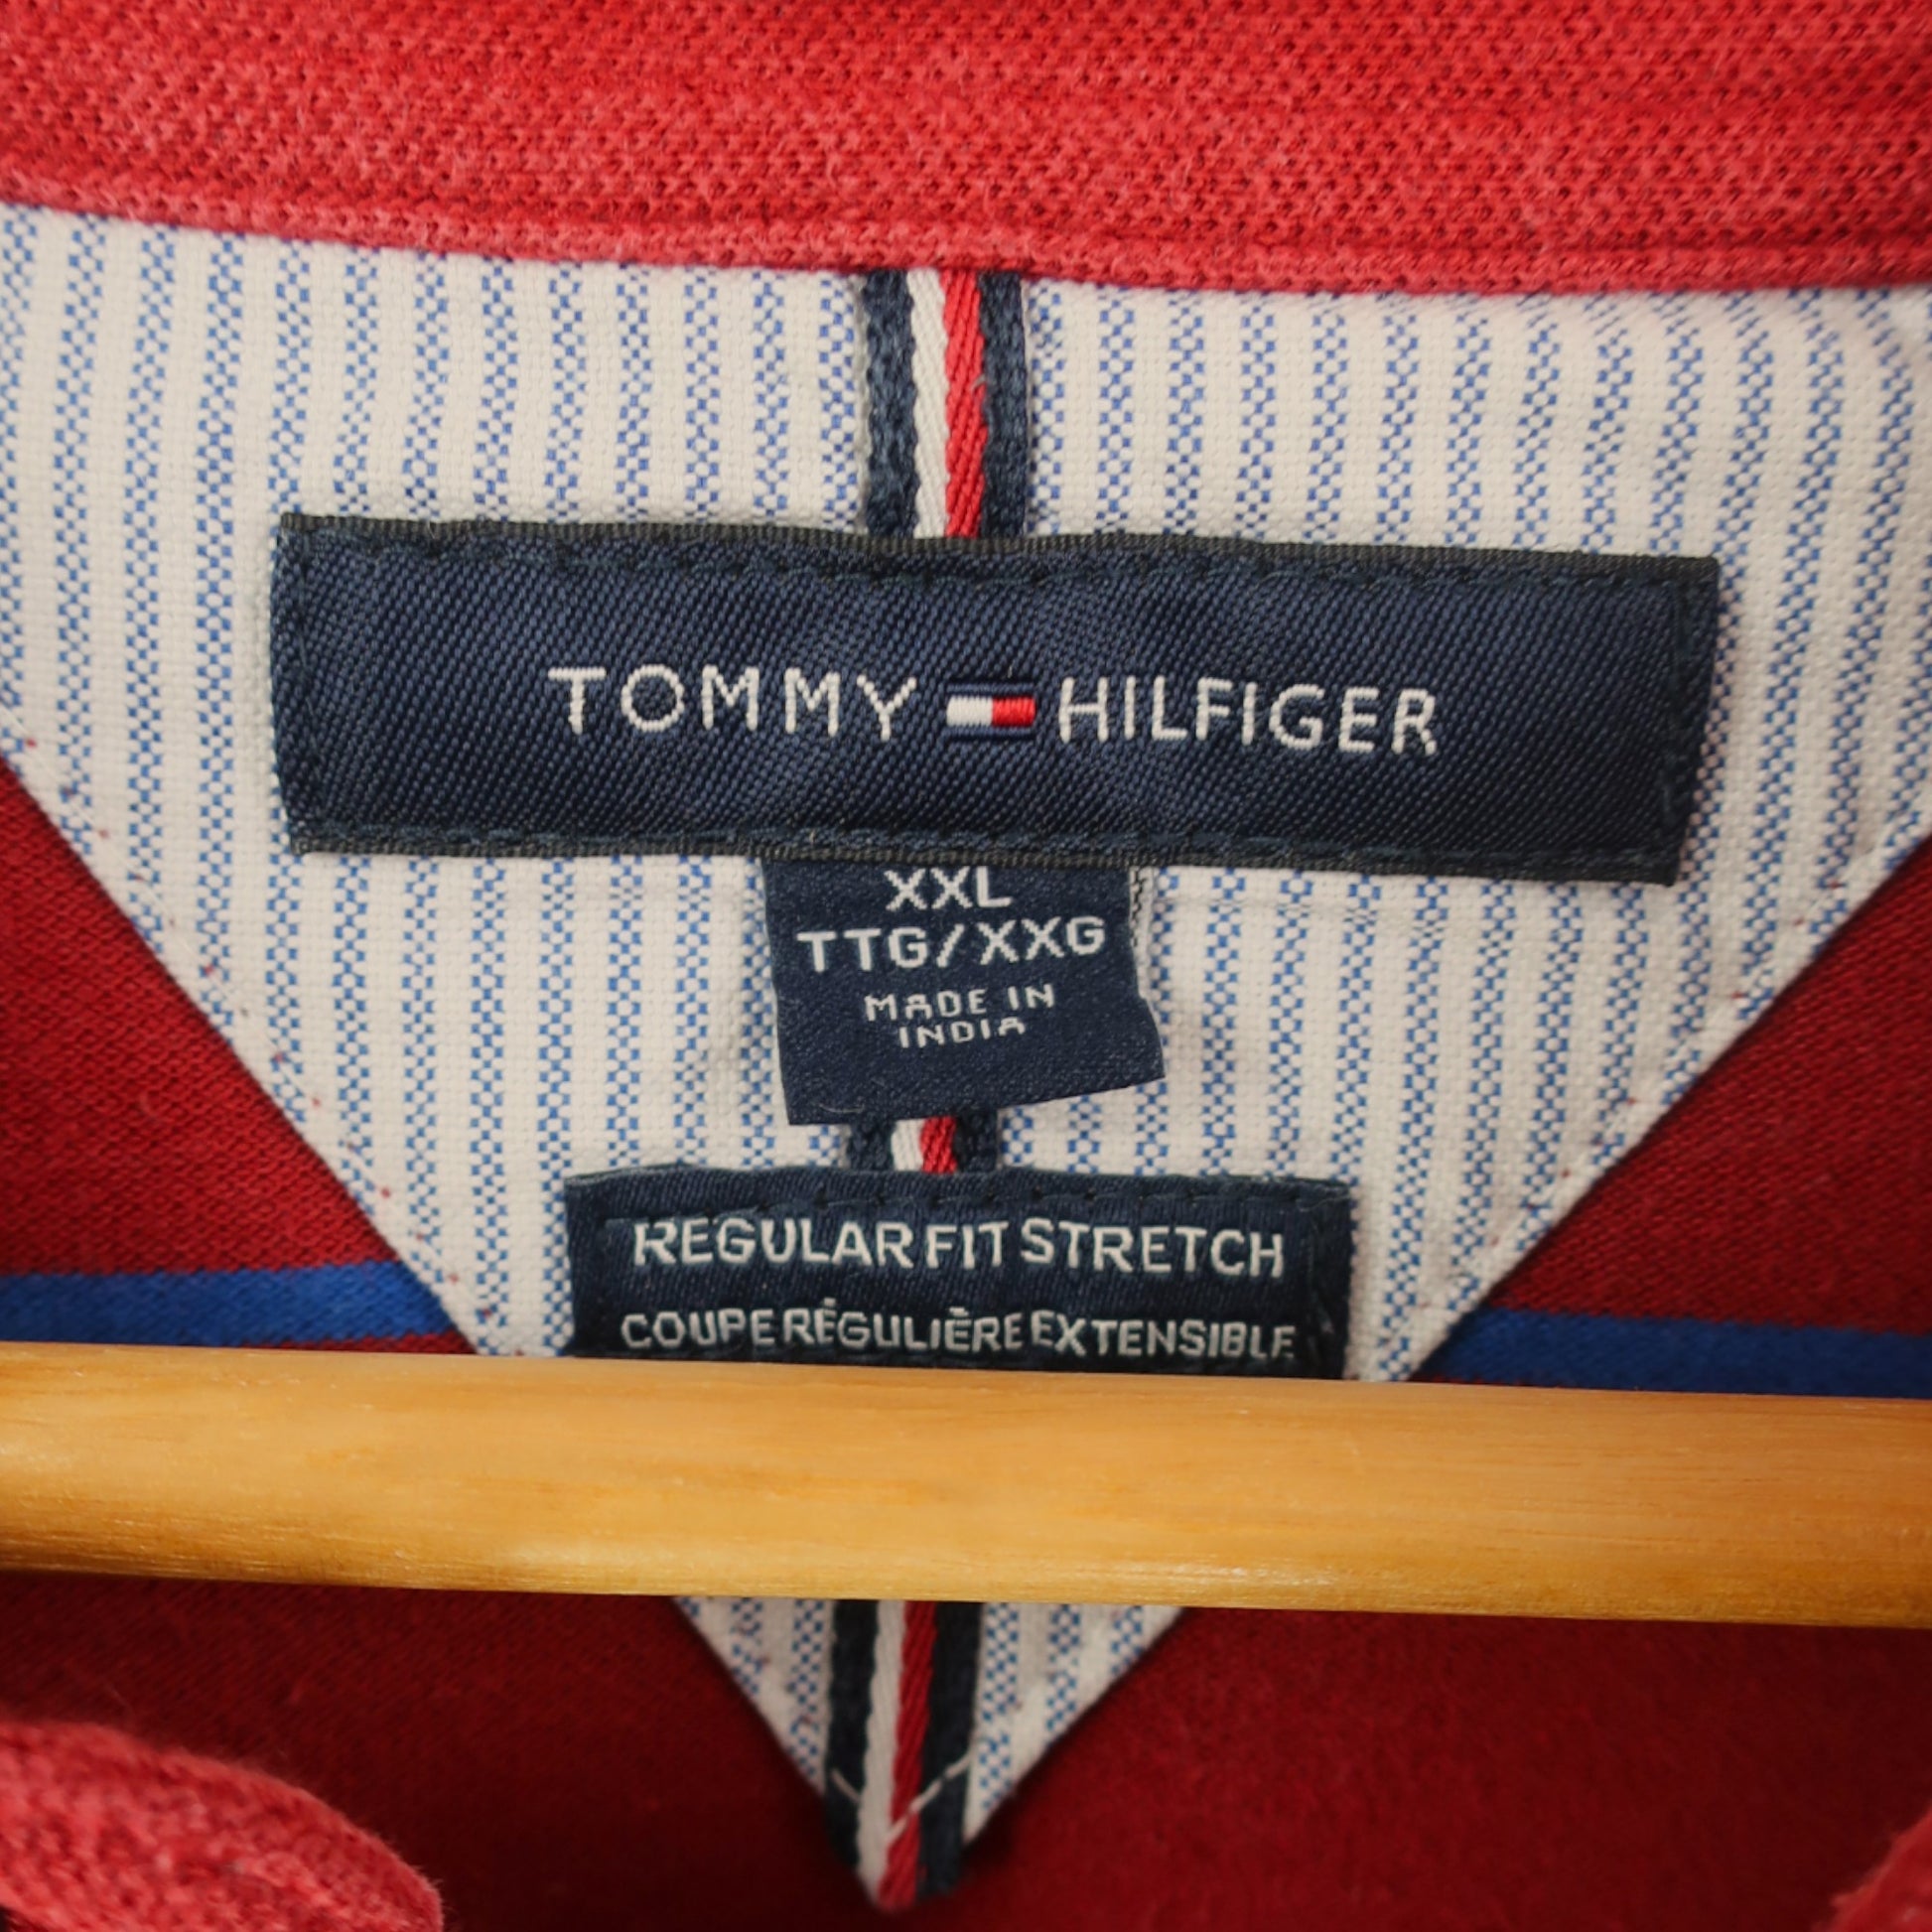 TOMMY HILFIGER
XXL
TTG/XXG
MADE IN
INDIA
REGULAR FIT STRETCH
COUPE RÉGULIÈRE EXTENSIBLE